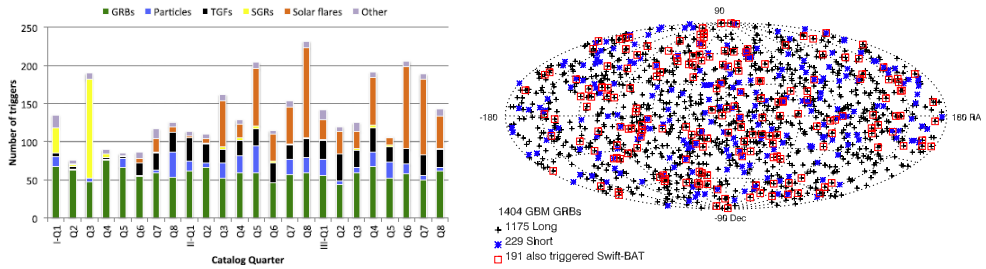 GRBs Particles TGFs SGRs Solar flares Other
250
200
150
100
50
0
Number of triggers
I-Q1 Q2 Q3 Q4 Q5 Q6 Q7 Q8 II-Q1 Q2 Q3 Q4 Q5 Q6 Q7 Q8 III-Q1 Q2 Q3 Q4 Q5 Q6 Q7 Q8
Catalog Quarter
90
-180
180 RA
-90 Dec
1404 GBM GRBs
1175 Long
229 Short
191 also triggered Swift-BAT